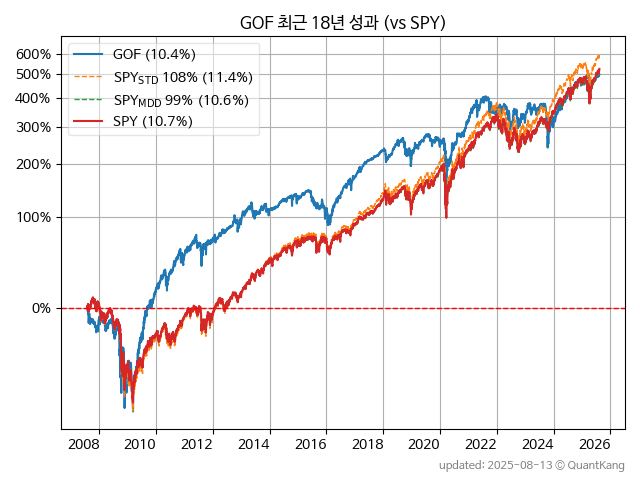 GOF 최근 18년 성과 (vs SPY)
600%
500%
400%
300%
200%
100%
0%
GOF (10.4%)
SPY_STD 108% (11.4%)
SPY_MDD 99% (10.6%)
SPY (10.7%)
2008 2010 2012 2014 2016 2018 2020 2022 2024 2026
updated: 2025-08-13 © QuantKang